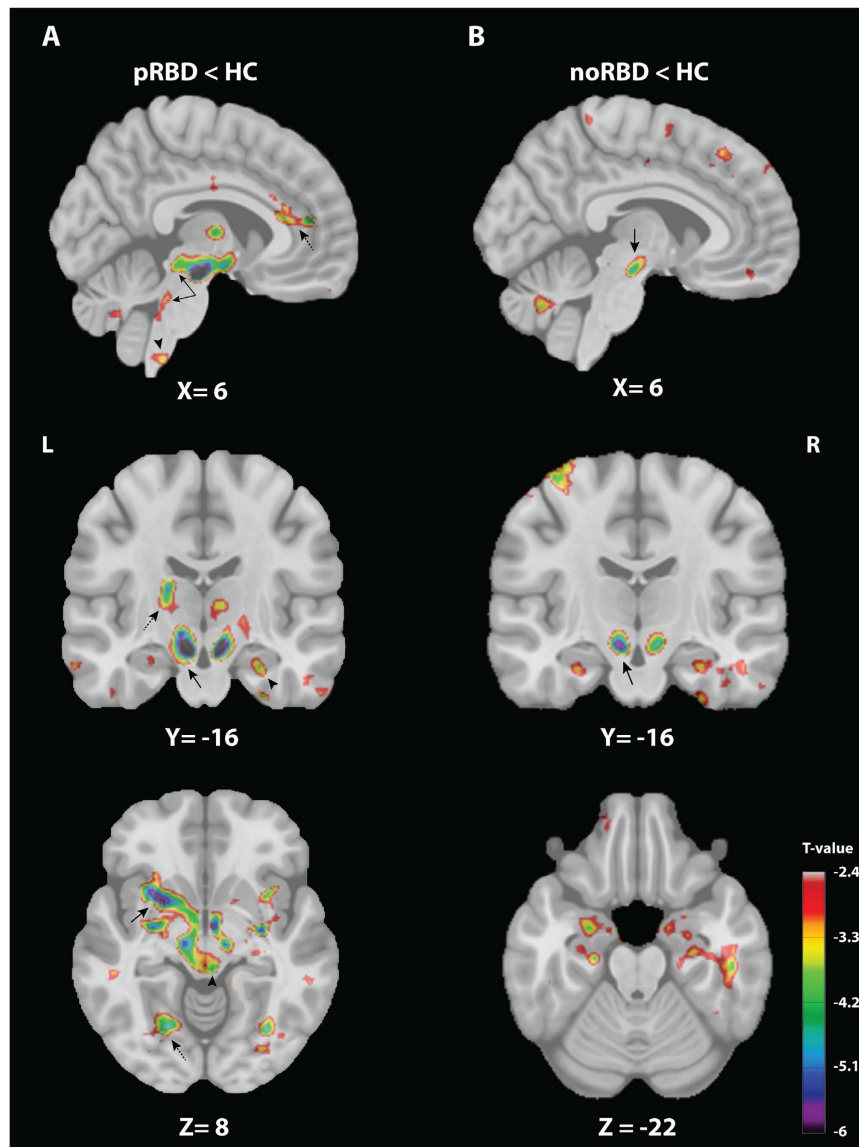 A
B
pRBD < HC
noRBD < HC
X= 6
X= 6
L
R
Y= -16
Y= -16
T-value
-2.4
-3.3
-4.2
-5.1
-6
Z= 8
Z = -22